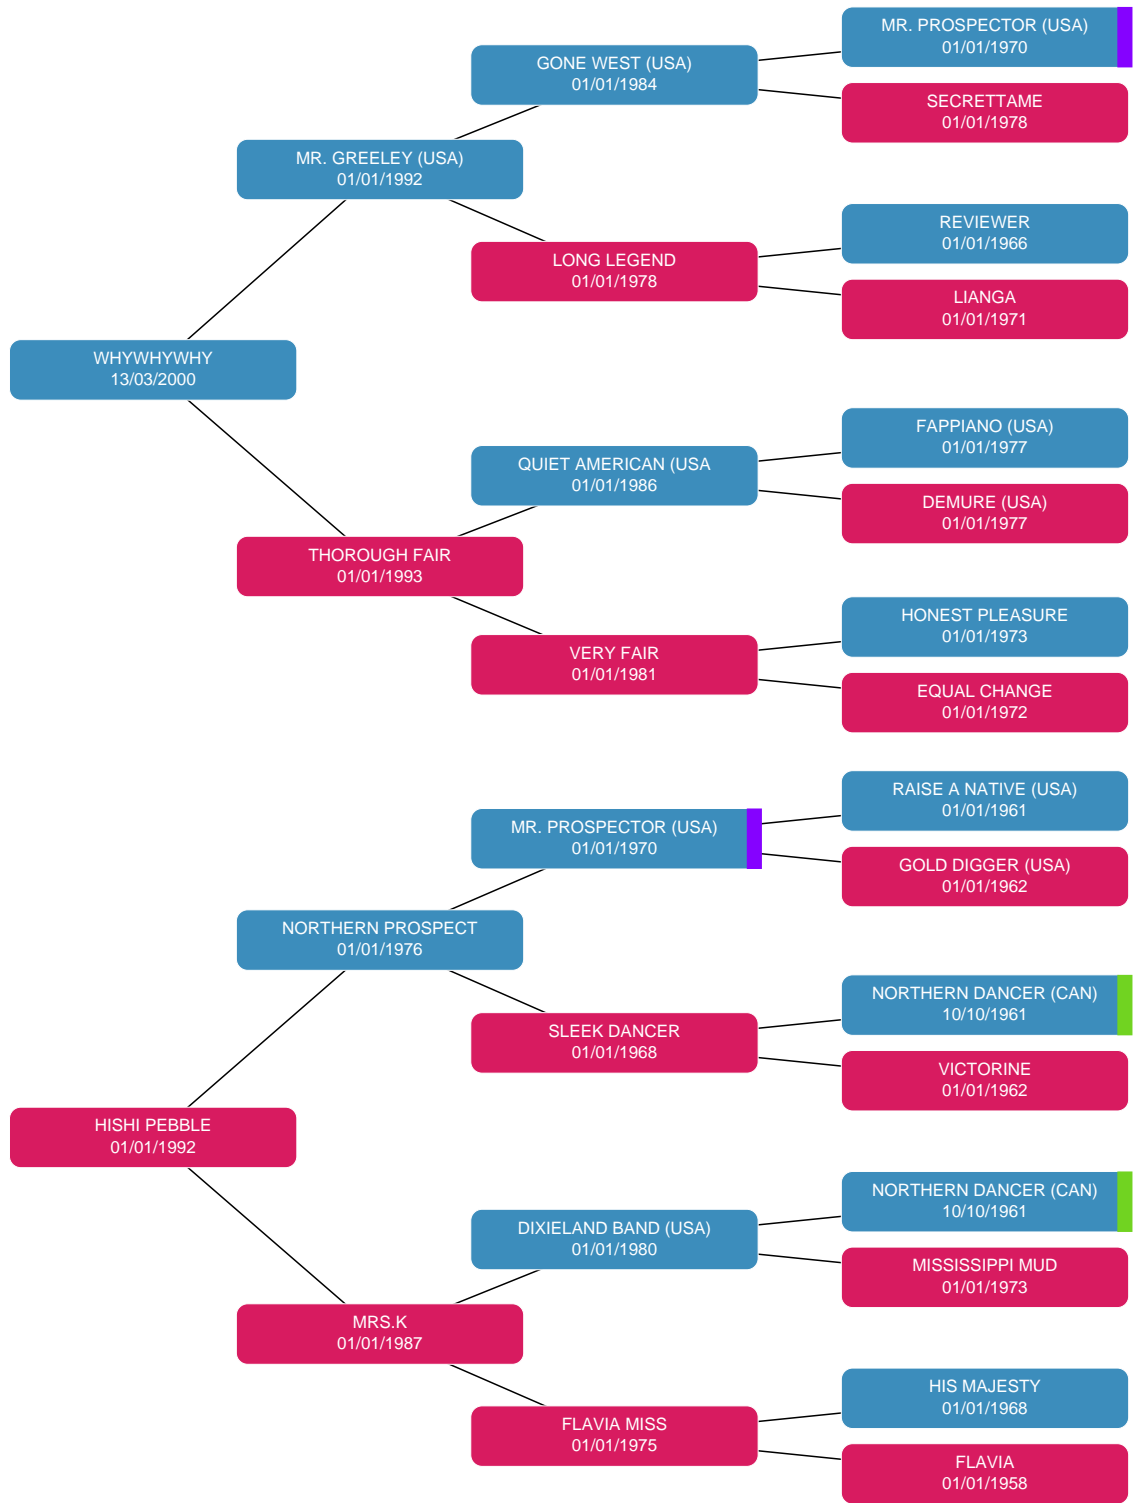 MR. PROSPECTOR (USA)
01/01/1970
GONE WEST (USA)
01/01/1984
SECRETTAME
01/01/1978
MR. GREELEY (USA)
01/01/1992
REVIEWER
01/01/1966
LONG LEGEND
01/01/1978
LIANGA
01/01/1971
WHYWHYWHY
13/03/2000
FAPPIANO (USA)
01/01/1977
QUIET AMERICAN (USA
01/01/1986
DEMURE (USA)
01/01/1977
THOROUGH FAIR
01/01/1993
HONEST PLEASURE
01/01/1973
VERY FAIR
01/01/1981
EQUAL CHANGE
01/01/1972
RAISE A NATIVE (USA)
01/01/1961
MR. PROSPECTOR (USA)
01/01/1970
GOLD DIGGER (USA)
01/01/1962
NORTHERN PROSPECT
01/01/1976
NORTHERN DANCER (CAN)
10/10/1961
SLEEK DANCER
01/01/1968
VICTORINE
01/01/1962
HISHI PEBBLE
01/01/1992
NORTHERN DANCER (CAN)
10/10/1961
DIXIELAND BAND (USA)
01/01/1980
MISSISSIPPI MUD
01/01/1973
MRS.K
01/01/1987
HIS MAJESTY
01/01/1968
FLAVIA MISS
01/01/1975
FLAVIA
01/01/1958